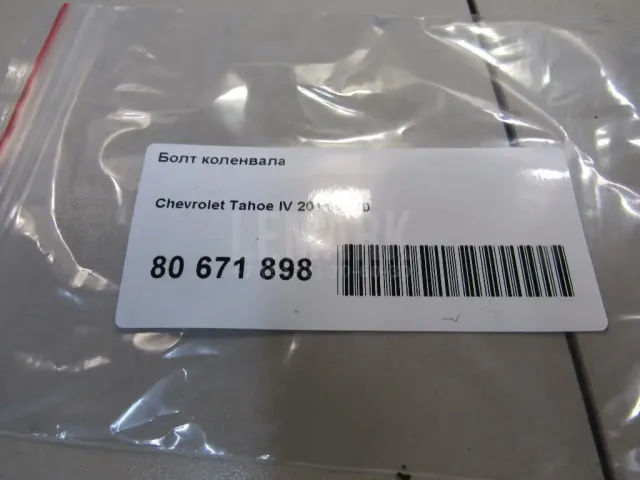 Болт коленвала
Chevrolet Tahoe IV
80 671 898